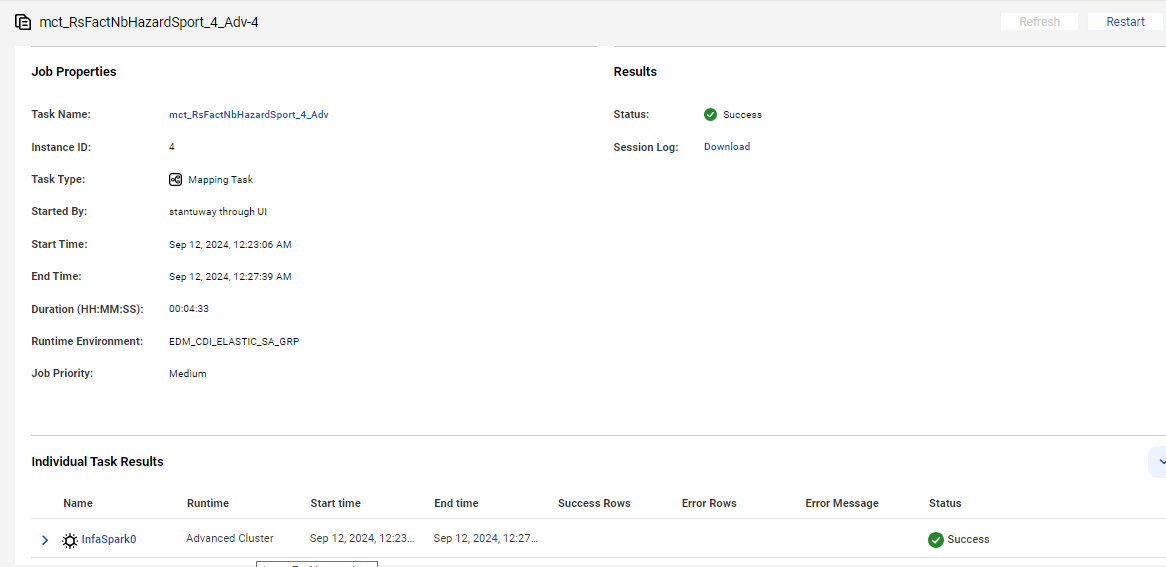 mct_RsFactNbHazardSport_4_Adv-4
Refresh
Restart
Job Properties
Task Name: mct_RsFactNbHazardSport_4_Adv
Instance ID: 4
Task Type: Mapping Task
Started By: stantuway through UI
Start Time: Sep 12, 2024, 12:23:06 AM
End Time: Sep 12, 2024, 12:27:39 AM
Duration (HH:MM:SS): 00:04:33
Runtime Environment: EDM_CDI_ELASTIC_SA_GRP
Job Priority: Medium
Results
Status: Success
Session Log: Download
Individual Task Results
Name Runtime Start time End time Success Rows Error Rows Error Message Status
InfaSpark0 Advanced Cluster Sep 12, 2024, 12:23... Sep 12, 2024, 12:27... Success